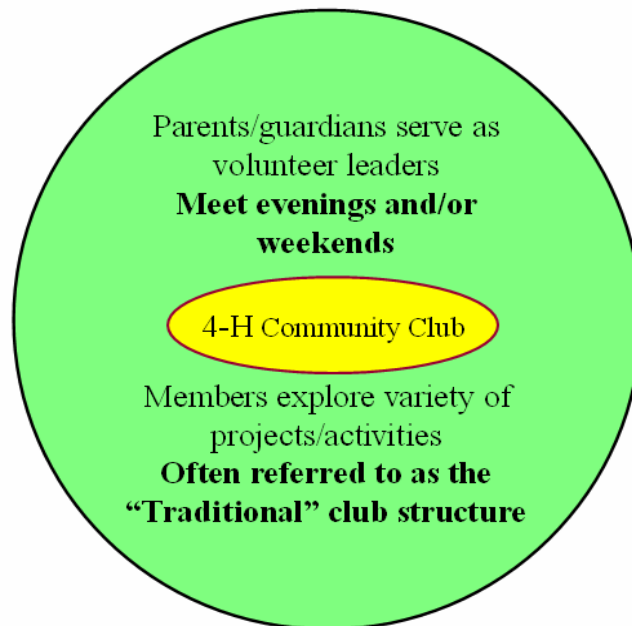 Parents/guardians serve as
volunteer leaders
Meet evenings and/or
weekends
4-H Community Club
Members explore variety of
projects/activities
Often referred to as the
“Traditional” club structure